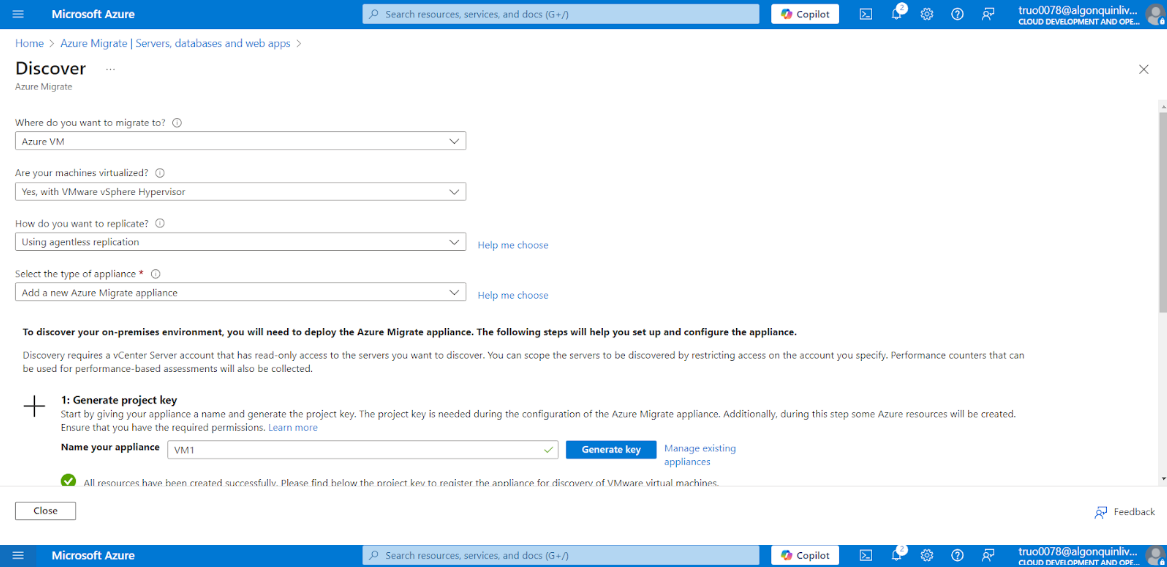 Microsoft Azure
Search resources, services, and docs (G+/)
Copilot
2
truo0078@algonquinliv...
CLOUD DEVELOPMENT AND OPE...
Home > Azure Migrate | Servers, databases and web apps >
Discover ...
Azure Migrate
Where do you want to migrate to?
Azure VM
Are your machines virtualized?
Yes, with VMware vSphere Hypervisor
How do you want to replicate?
Using agentless replication
Help me choose
Select the type of appliance *
Add a new Azure Migrate appliance
Help me choose
To discover your on-premises environment, you will need to deploy the Azure Migrate appliance. The following steps will help you set up and configure the appliance.
Discovery requires a vCenter Server account that has read-only access to the servers you want to discover. You can scope the servers to be discovered by restricting access on the account you specify. Performance counters that can
be used for performance-based assessments will also be collected.
1: Generate project key
Start by giving your appliance a name and generate the project key. The project key is needed during the configuration of the Azure Migrate appliance. Additionally, during this step some Azure resources will be created.
Ensure that you have the required permissions. Learn more
Name your appliance
VM1
Generate key
Manage existing
appliances
All resources have been created successfully. Please find below the project key to register the appliance for discovery of VMware virtual machines.
Close
Feedback
Microsoft Azure
Search resources, services, and docs (G+/)
Copilot
2
truo0078@algonquinliv...
CLOUD DEVELOPMENT AND OPE...